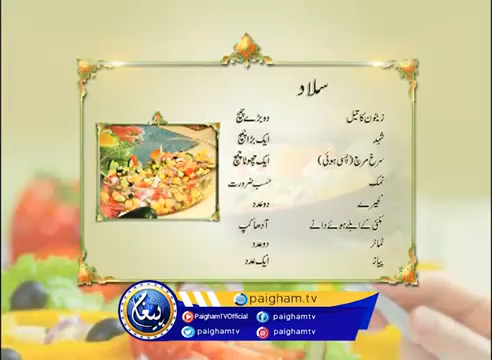 سلاد
زیتون کا تیل دو بڑے چمچ
شہد ایک بڑا چمچ
سرخ مرچ (پسی ہوئی) ایک چھوٹا چمچ
نمک حسب ضرورت
کھیرے دو عدد
مکئی کے ابلے ہوئے دانے آدھا کپ
ٹماٹر دو عدد
پیاز ایک عدد
پیغام
paigham.tv
PaighamTVOfficial paighamtv
paighamtv paighamtv